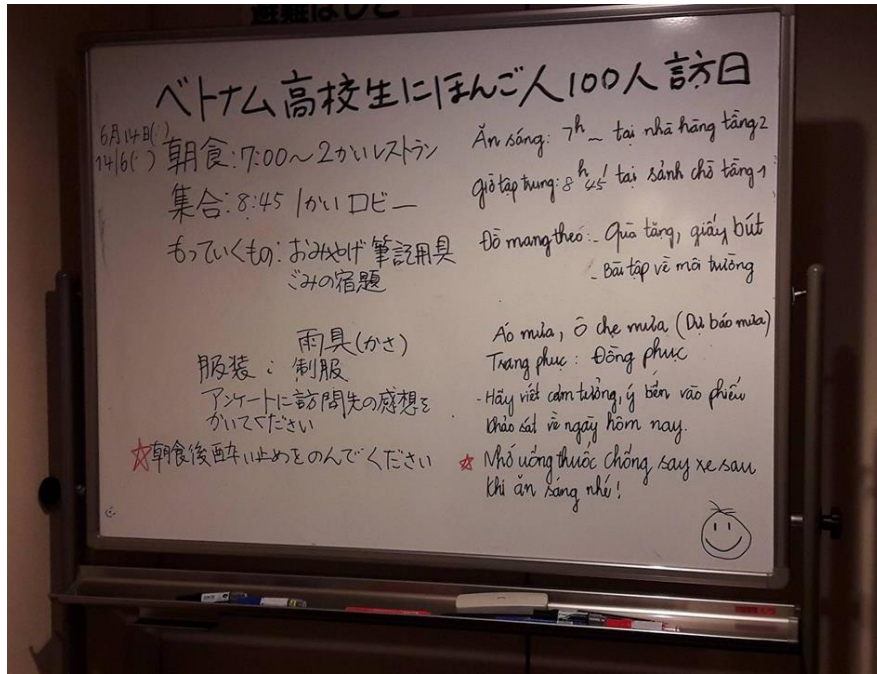 避難はしご
ベトナム高校生にほんご人100人訪日
6月14日(:)
14/6(:)
朝食:7:00～2かいレストラン
集合:8:45 1かいロビー
もっていくもの:おみやげ 筆記用具
ごみの宿題
雨具(かさ)
服装: 制服
アンケートに訪問先の感想を
かいてください
☆朝食後酔い止めをのんでください
Ăn sáng: 7h ~ tại nhà hàng tầng 2
Giờ tập trung: 8h45' tại sảnh chờ tầng 1
Đồ mang theo: - Quà tặng, giấy bút
- Bài tập về môi trường
Áo mưa, ô che mưa (Dự báo mưa)
Trang phục: Đồng phục
- Hãy viết cảm tưởng, ý bến vào phiếu
khảo sát về ngày hôm nay.
☆ Nhớ uống thuốc chống say xe sau
khi ăn sáng nhé!